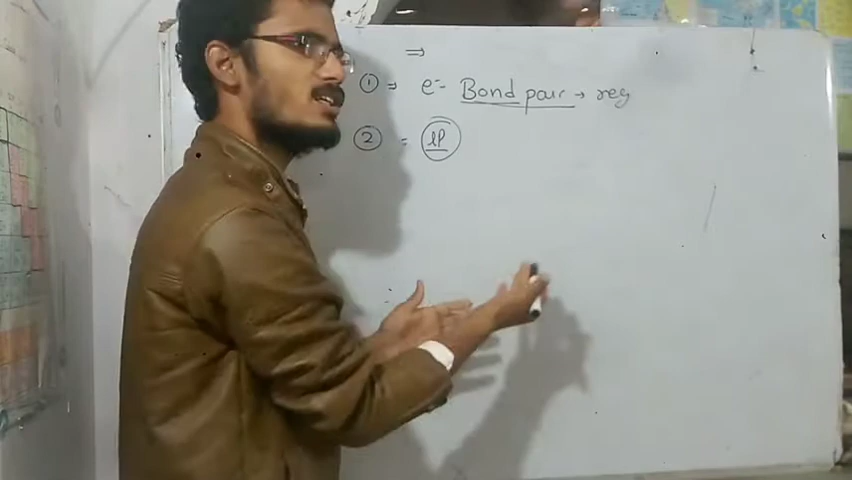 ⇒
① ⇒ e⁻- Bond pair → reg
② = lP